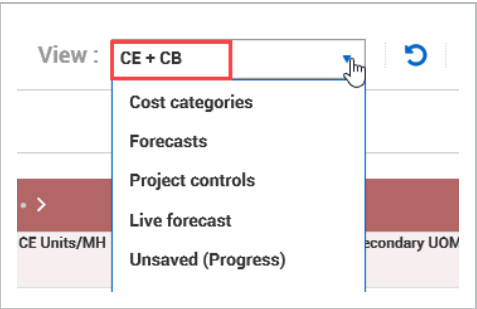 View : CE + CB
Cost categories
Forecasts
Project controls
Live forecast
CE Units/MH
econdary UOM
Unsaved (Progress)